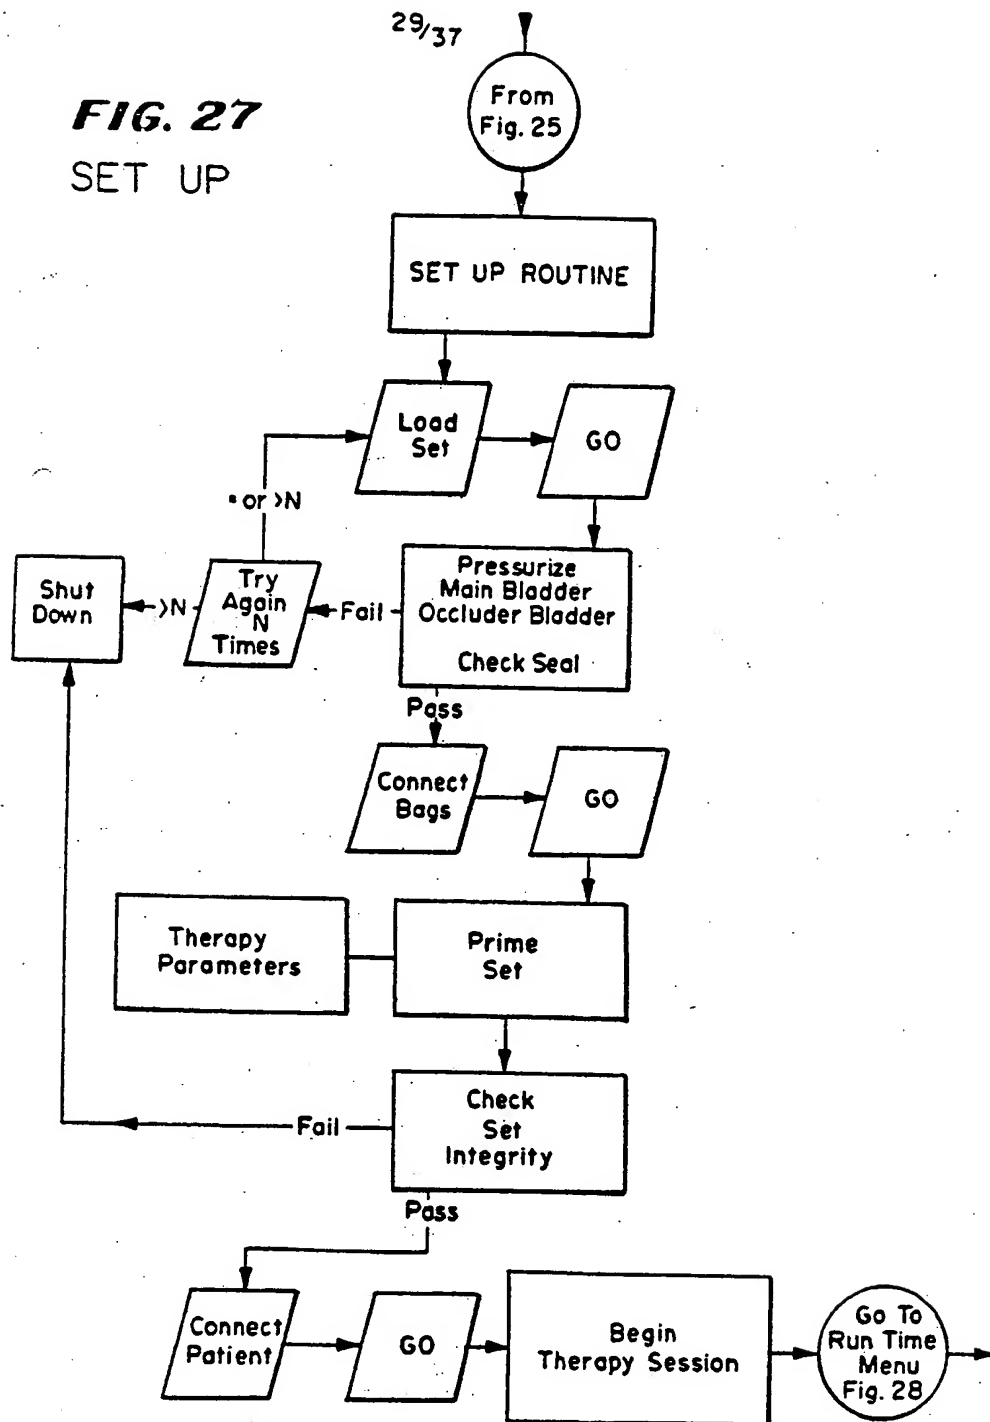 29/37
FIG. 27
SET UP
From
Fig. 25
SET UP ROUTINE
Load
Set
GO
= or >N
Pressurize
Main Bladder
Occluder Bladder
Check Seal
Fail
Try
Again
N
Times
>N
Shut
Down
Pass
Connect
Bags
GO
Therapy
Parameters
Prime
Set
Check
Set
Integrity
Fail
Pass
Connect
Patient
GO
Begin
Therapy Session
Go To
Run Time
Menu
Fig. 28